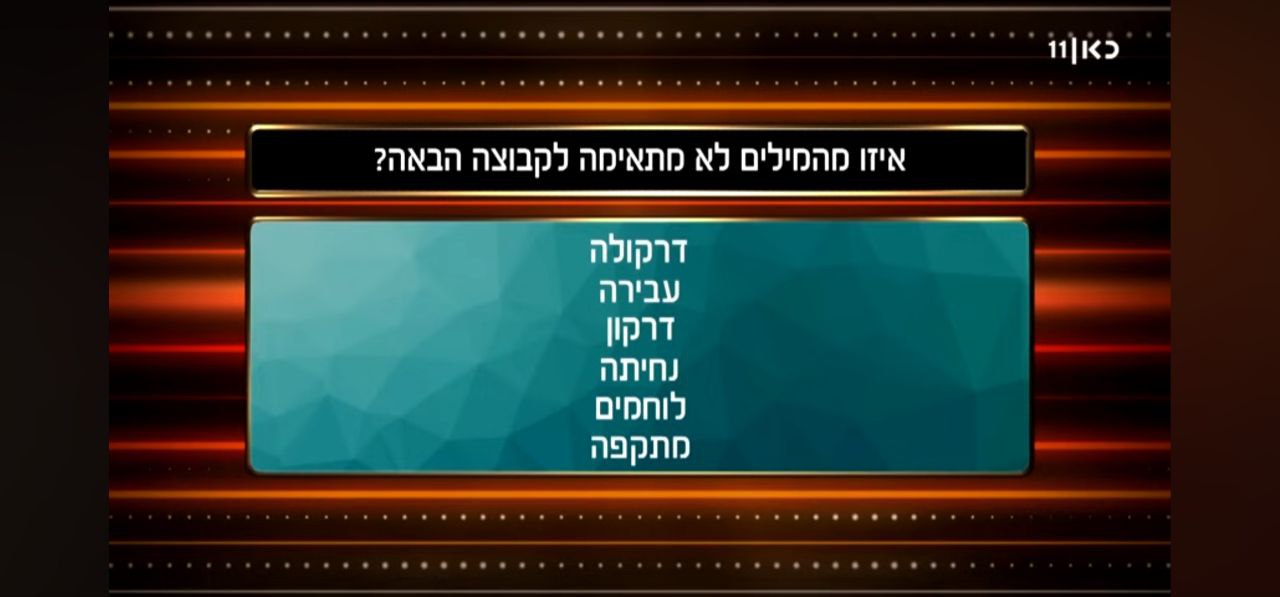 כאן 11
איזו מהמילים לא מתאימה לקבוצה הבאה?
דרקולה
עבירה
דרקון
נחיתה
לוחמים
מתקפה